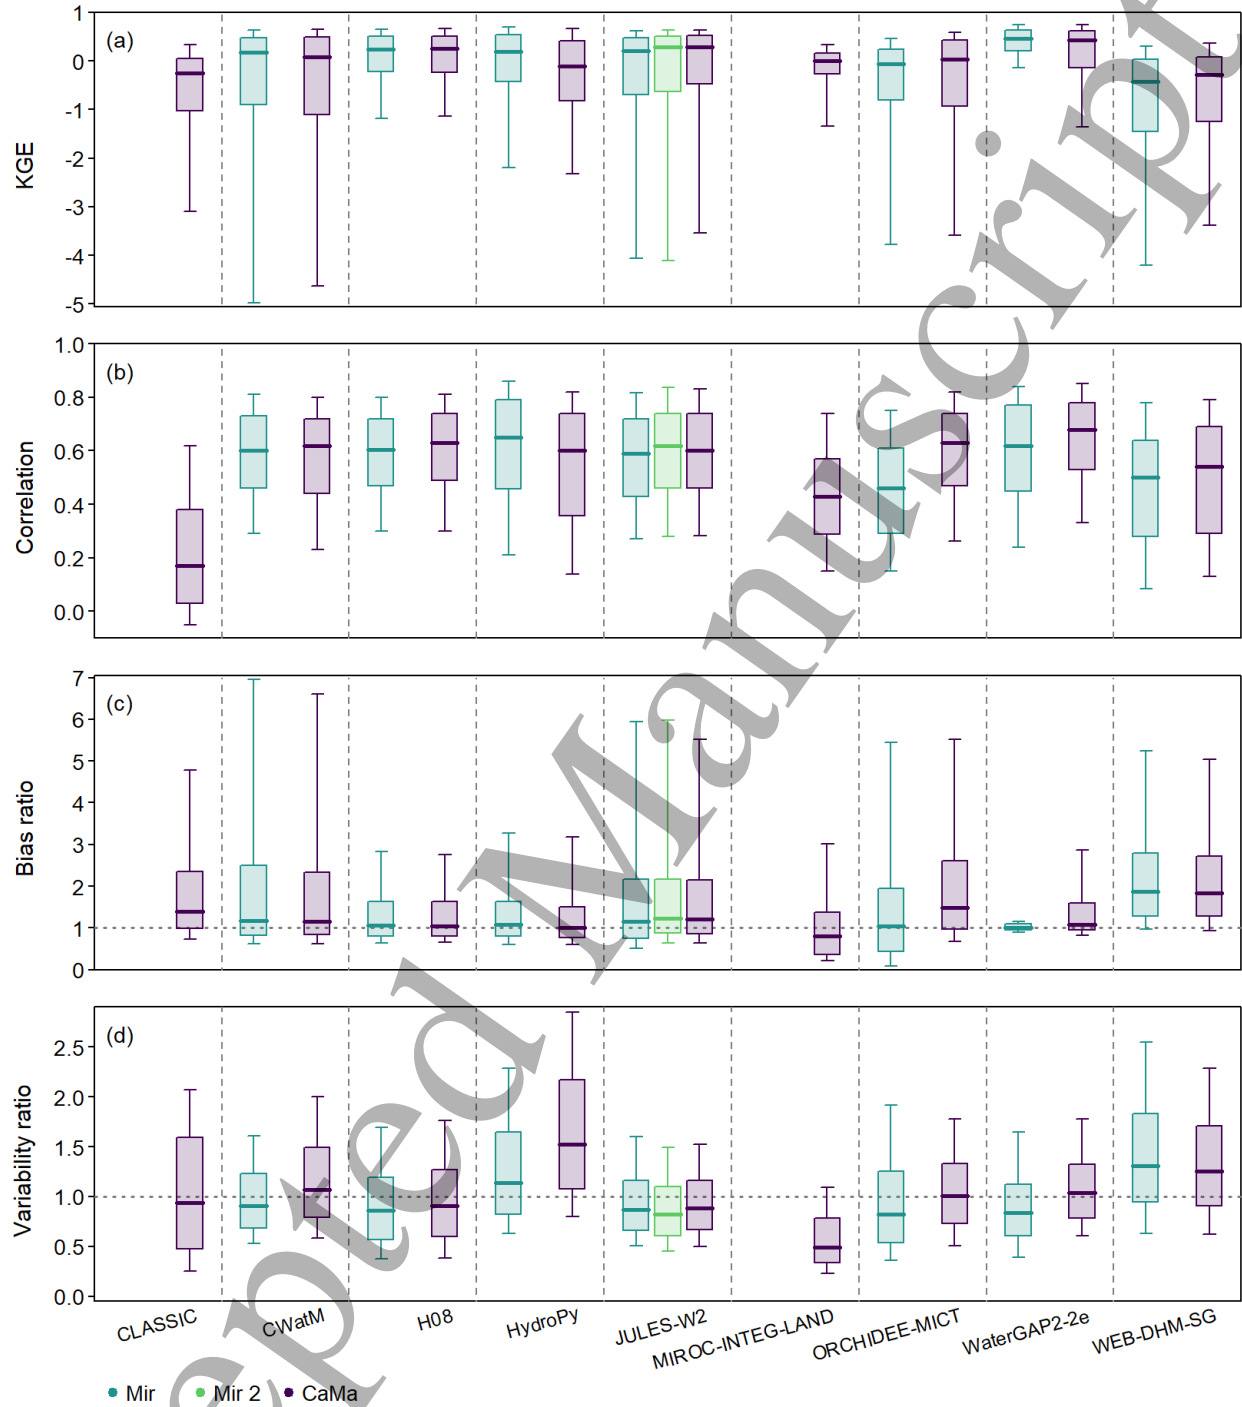 (a)
KGE
1
0
-1
-2
-3
-4
-5
(b)
Correlation
1.0
0.8
0.6
0.4
0.2
0.0
(c)
Bias ratio
7
6
5
4
3
2
1
0
(d)
Variability ratio
2.5
2.0
1.5
1.0
0.5
0.0
CLASSIC
CWatM
H08
HydroPy
JULES-W2
MIROC-INTEG-LAND
ORCHIDEE-MICT
WaterGAP2-2e
WEB-DHM-SG
Mir Mir 2 CaMa
epted Manuscript